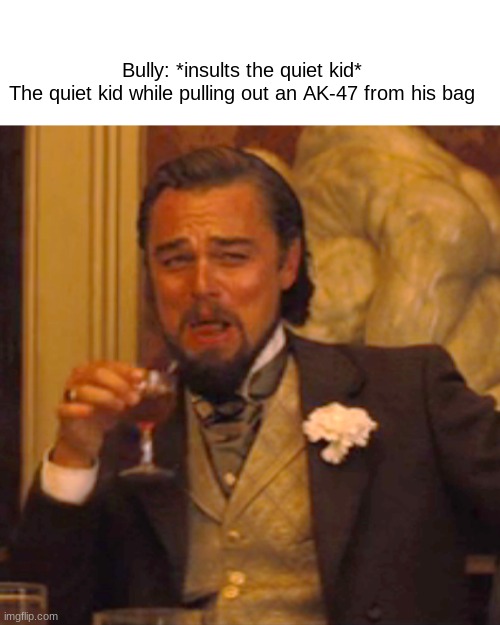 Bully: *insults the quiet kid*
The quiet kid while pulling out an AK-47 from his bag
imgflip.com